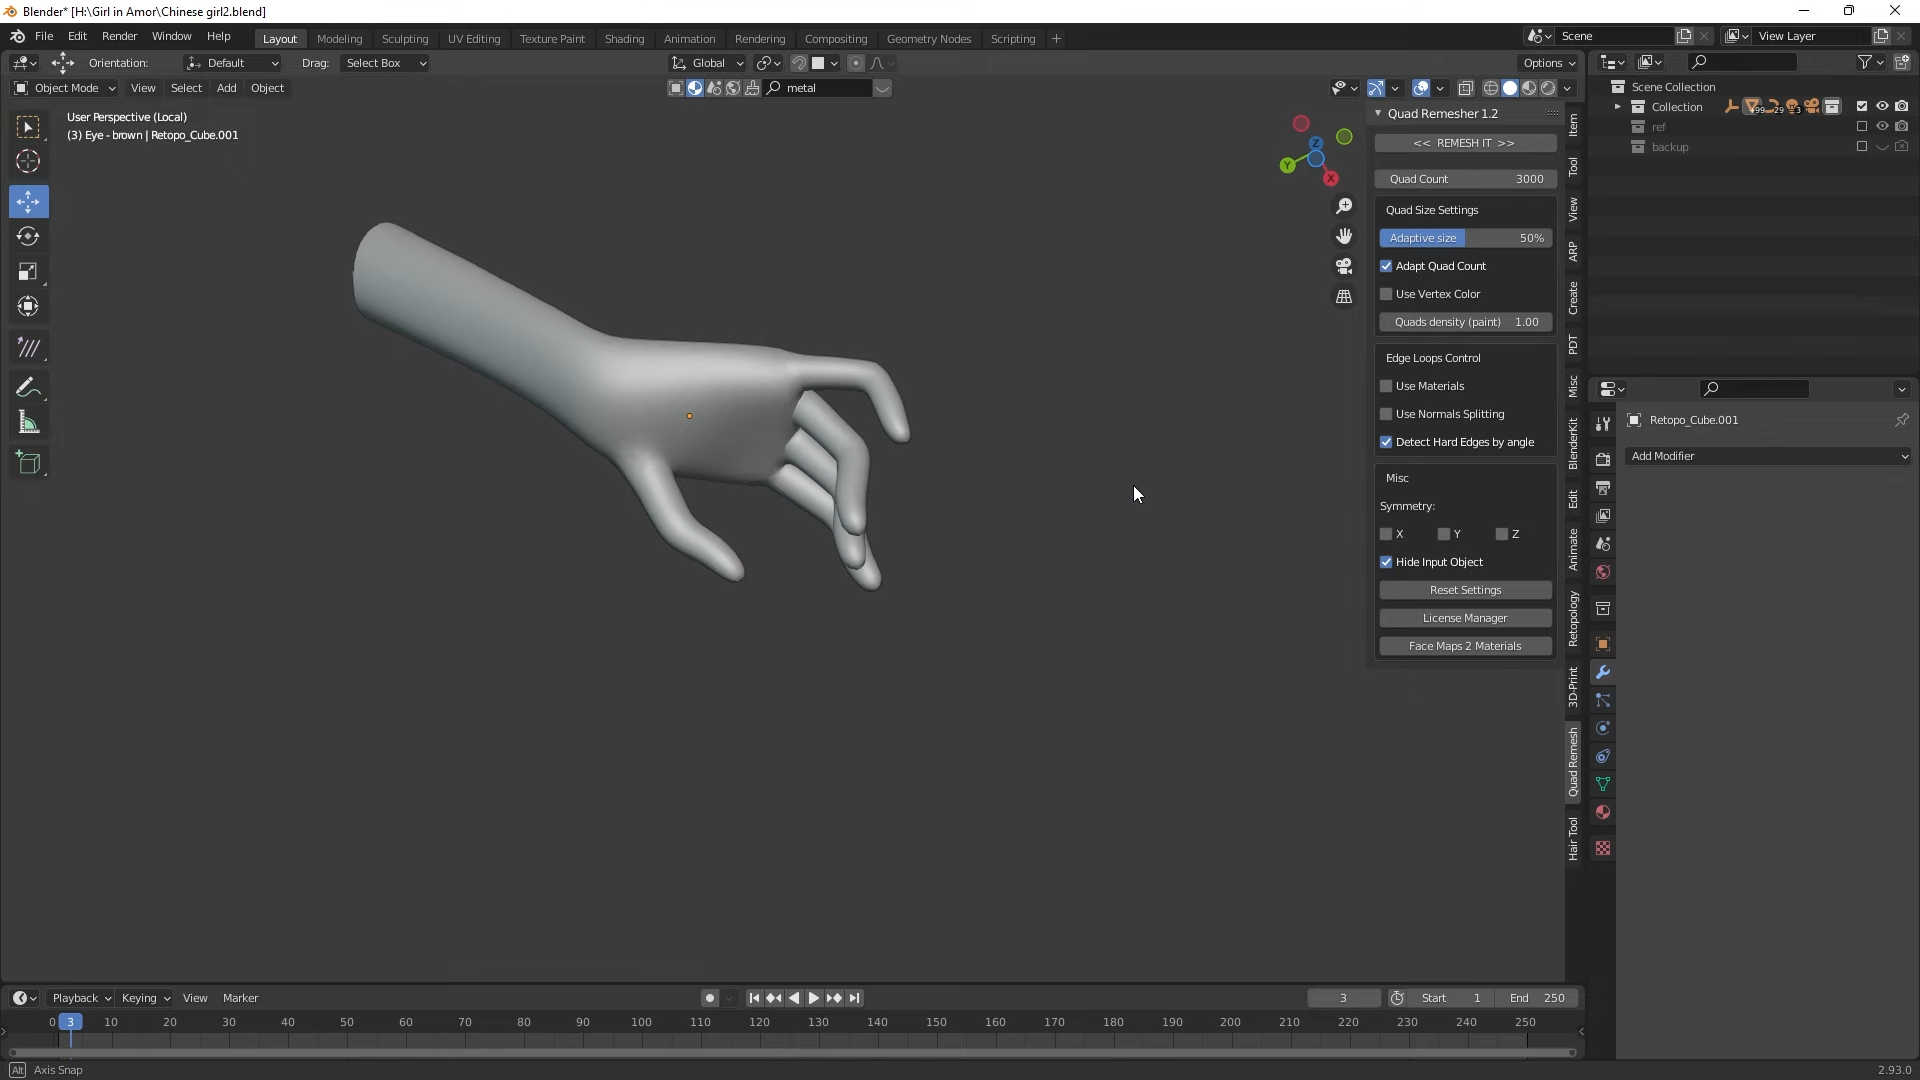 Blender* [H:\Girl in Amor\Chinese girl2.blend]
File Edit Render Window Help
Layout Modeling Sculpting UV Editing Texture Paint Shading Animation Rendering Compositing Geometry Nodes Scripting +
Scene
View Layer
Orientation: Default Drag: Select Box
Global
Options
Object Mode View Select Add Object
metal
User Perspective (Local)
(3) Eye - brown | Retopo_Cube.001
Z
Y
X
Quad Remesher 1.2
<< REMESH IT >>
Quad Count 3000
Quad Size Settings
Adaptive size 50%
Adapt Quad Count
Use Vertex Color
Quads density (paint) 1.00
Edge Loops Control
Use Materials
Use Normals Splitting
Detect Hard Edges by angle
Misc
Symmetry:
X Y Z
Hide Input Object
Reset Settings
License Manager
Face Maps 2 Materials
Item
Tool
View
ARP
Create
PDT
Misc
BlenderKit
Edit
Animate
Retopology
3D-Print
Quad Remesh
Hair Tool
Scene Collection
Collection
ref
backup
Retopo_Cube.001
Add Modifier
Playback Keying View Marker
3
Start 1
End 250
0 3 10 20 30 40 50 60 70 80 90 100 110 120 130 140 150 160 170 180 190 200 210 220 230 240 250
Alt Axis Snap
2.93.0